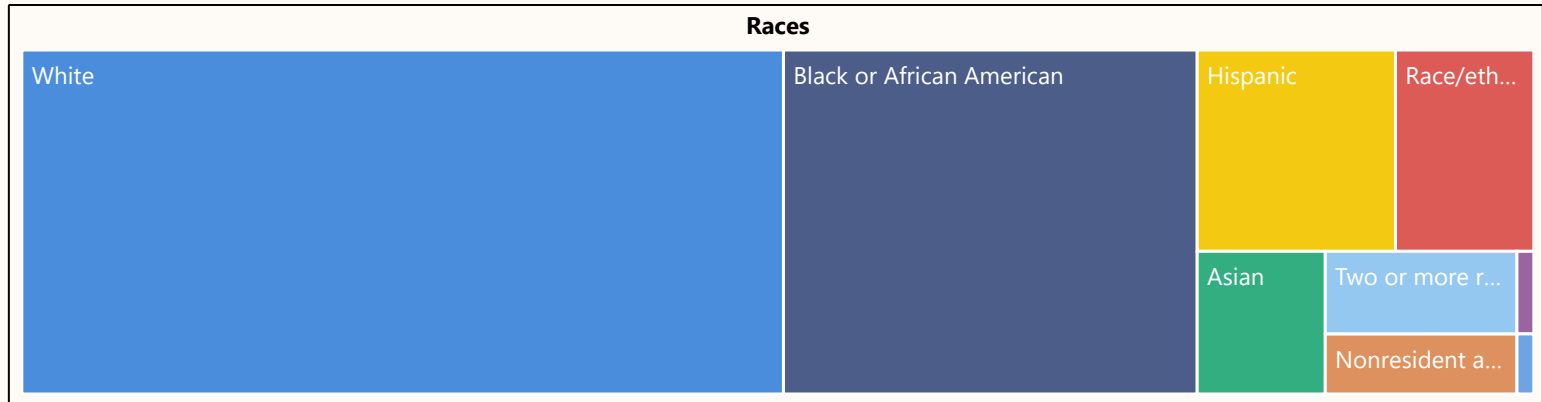 Races
White
Black or African American
Hispanic
Race/eth...
Asian
Two or more r...
Nonresident a...